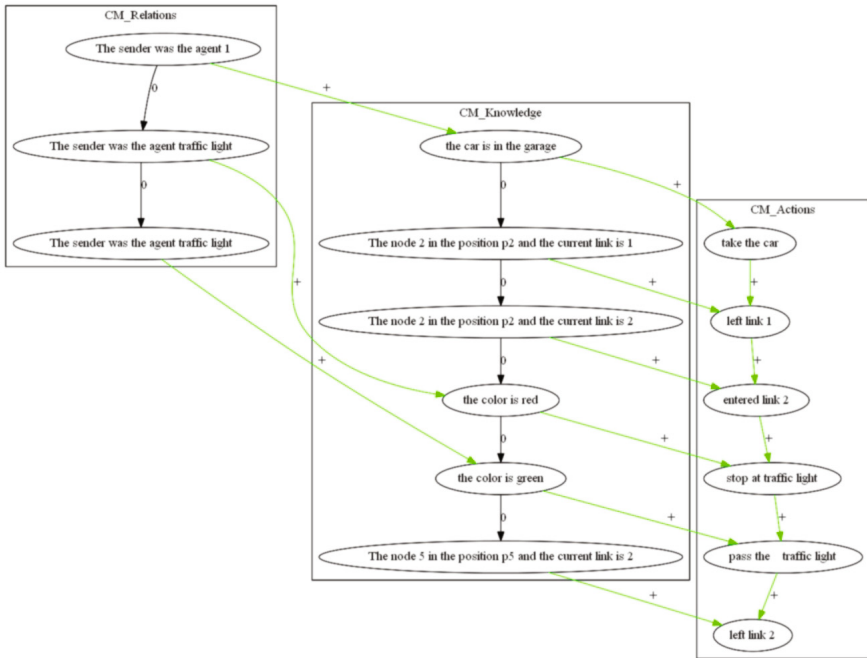 CM_Relations
The sender was the agent 1
0
+
The sender was the agent traffic light
0
The sender was the agent traffic light
+
+
CM_Knowledge
the car is in the garage
0
+
The node 2 in the position p2 and the current link is 1
0
+
The node 2 in the position p2 and the current link is 2
0
+
the color is red
0
+
the color is green
0
+
The node 5 in the position p5 and the current link is 2
+
CM_Actions
take the car
+
left link 1
+
entered link 2
+
stop at traffic light
+
pass the traffic light
+
left link 2